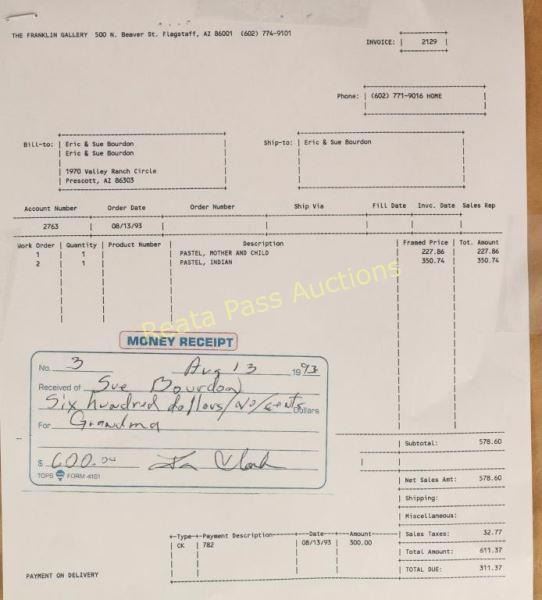 THE FRANKLIN GALLERY 500 N. Beaver St. Flagstaff, AZ 86001 (602) 774-9101
INVOICE: 2129
Phone: (602) 771-9016 HOME
Bill-to: Eric & Sue Bourdon
Eric & Sue Bourdon
1970 Valley Ranch Circle
Prescott, AZ 86303
Ship-to: Eric & Sue Bourdon
Account Number Order Date Order Number Ship Via Fill Date Invc. Date Sales Rep
2763 08/13/93
Work Order Quantity Product Number Description Framed Price Tot. Amount
1 1 PASTEL, MOTHER AND CHILD 227.86 227.86
2 1 PASTEL, INDIAN 350.74 350.74
Reata Pass Auctions
MONEY RECEIPT
No. 3 Aug 13 1993
Received of Sue Bourdon
Six hundred dollars/no/cents Dollars
For Grandma
$ 600.00 Clark
TOPS FORM 4161
Subtotal: 578.60
Net Sales Amt: 578.60
Shipping:
Miscellaneous:
Sales Taxes: 32.77
Total Amount: 611.37
TOTAL DUE: 311.37
Type Payment Description Date Amount
CK 782 08/13/93 300.00
PAYMENT ON DELIVERY